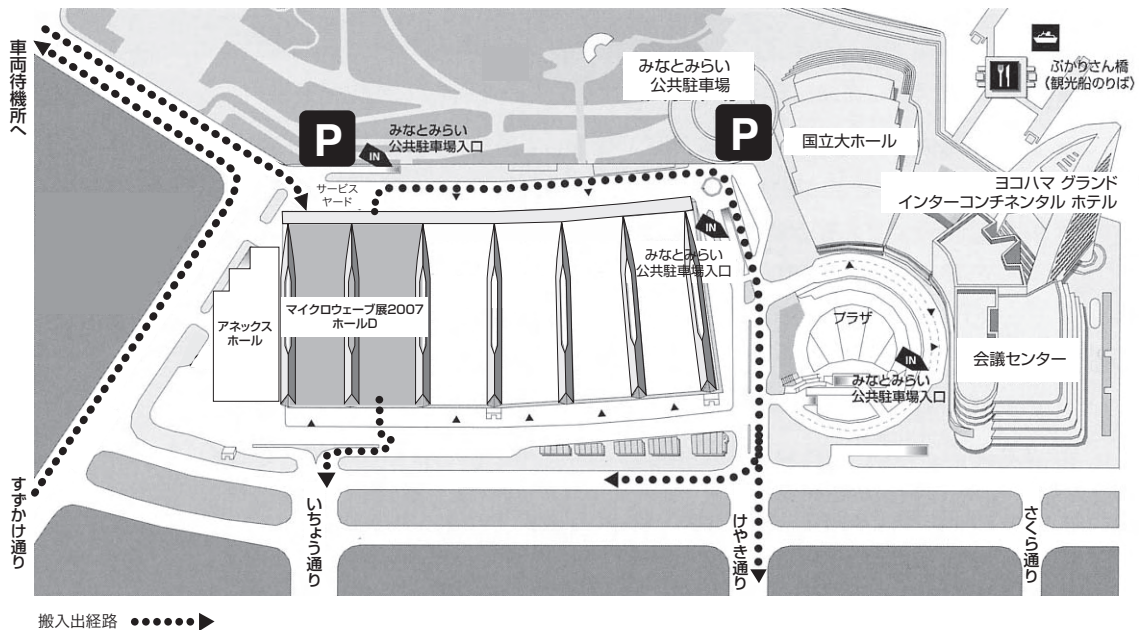 車両待機所へ
みなとみらい
公共駐車場
ぷかりさん橋
(観光船のりば)
P
みなとみらい
公共駐車場入口
IN
P
国立大ホール
ヨコハマ グランド
インターコンチネンタル ホテル
サービス
ヤード
IN
みなとみらい
公共駐車場入口
マイクロウェーブ展2007
ホールD
アネックス
ホール
プラザ
IN
みなとみらい
公共駐車場入口
会議センター
すずかけ通り
いちょう通り
けやき通り
さくら通り
搬入出経路